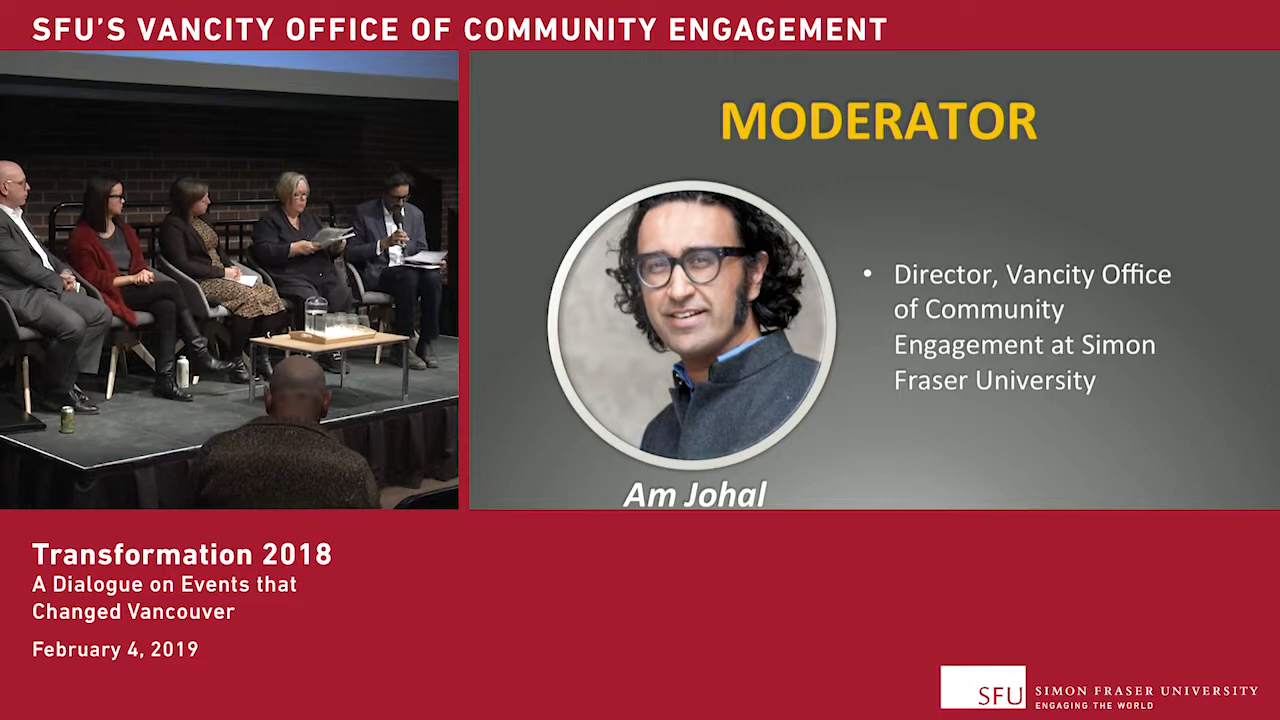 SFU'S VANCITY OFFICE OF COMMUNITY ENGAGEMENT
MODERATOR
• Director, Vancity Office
of Community
Engagement at Simon
Fraser University
Am Johal
Transformation 2018
A Dialogue on Events that
Changed Vancouver
February 4, 2019
SFU SIMON FRASER UNIVERSITY
ENGAGING THE WORLD